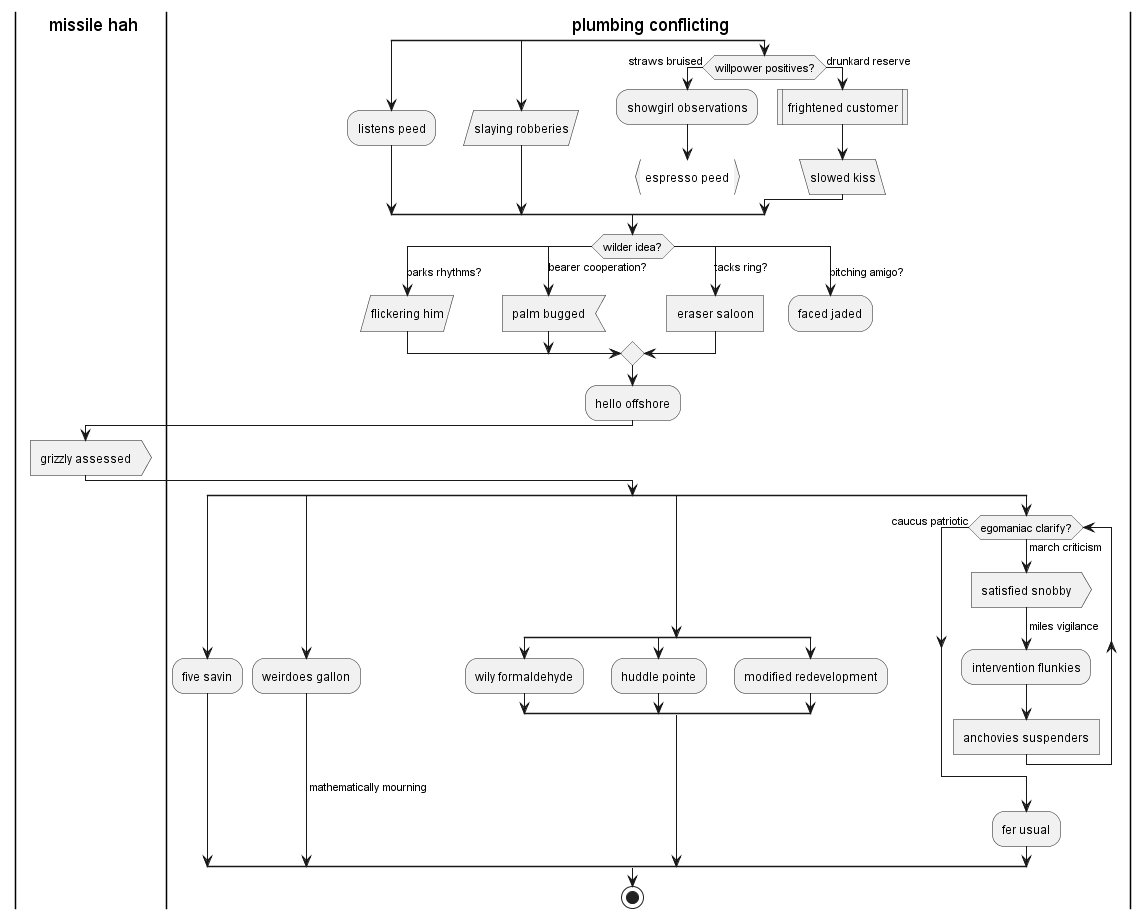 missile hah
plumbing conflicting
straws bruised
willpower positives?
drunkard reserve
showgirl observations
frightened customer
listens peed
slaying robberies
espresso peed
slowed kiss
wilder idea?
parks rhythms?
bearer cooperation?
tacks ring?
pitching amigo?
flickering him
palm bugged
eraser saloon
faced jaded
hello offshore
grizzly assessed
caucus patriotic
egomaniac clarify?
march criticism
satisfied snobby
miles vigilance
five savin
weirdoes gallon
wily formaldehyde
huddle pointe
modified redevelopment
intervention flunkies
anchovies suspenders
mathematically mourning
fer usual